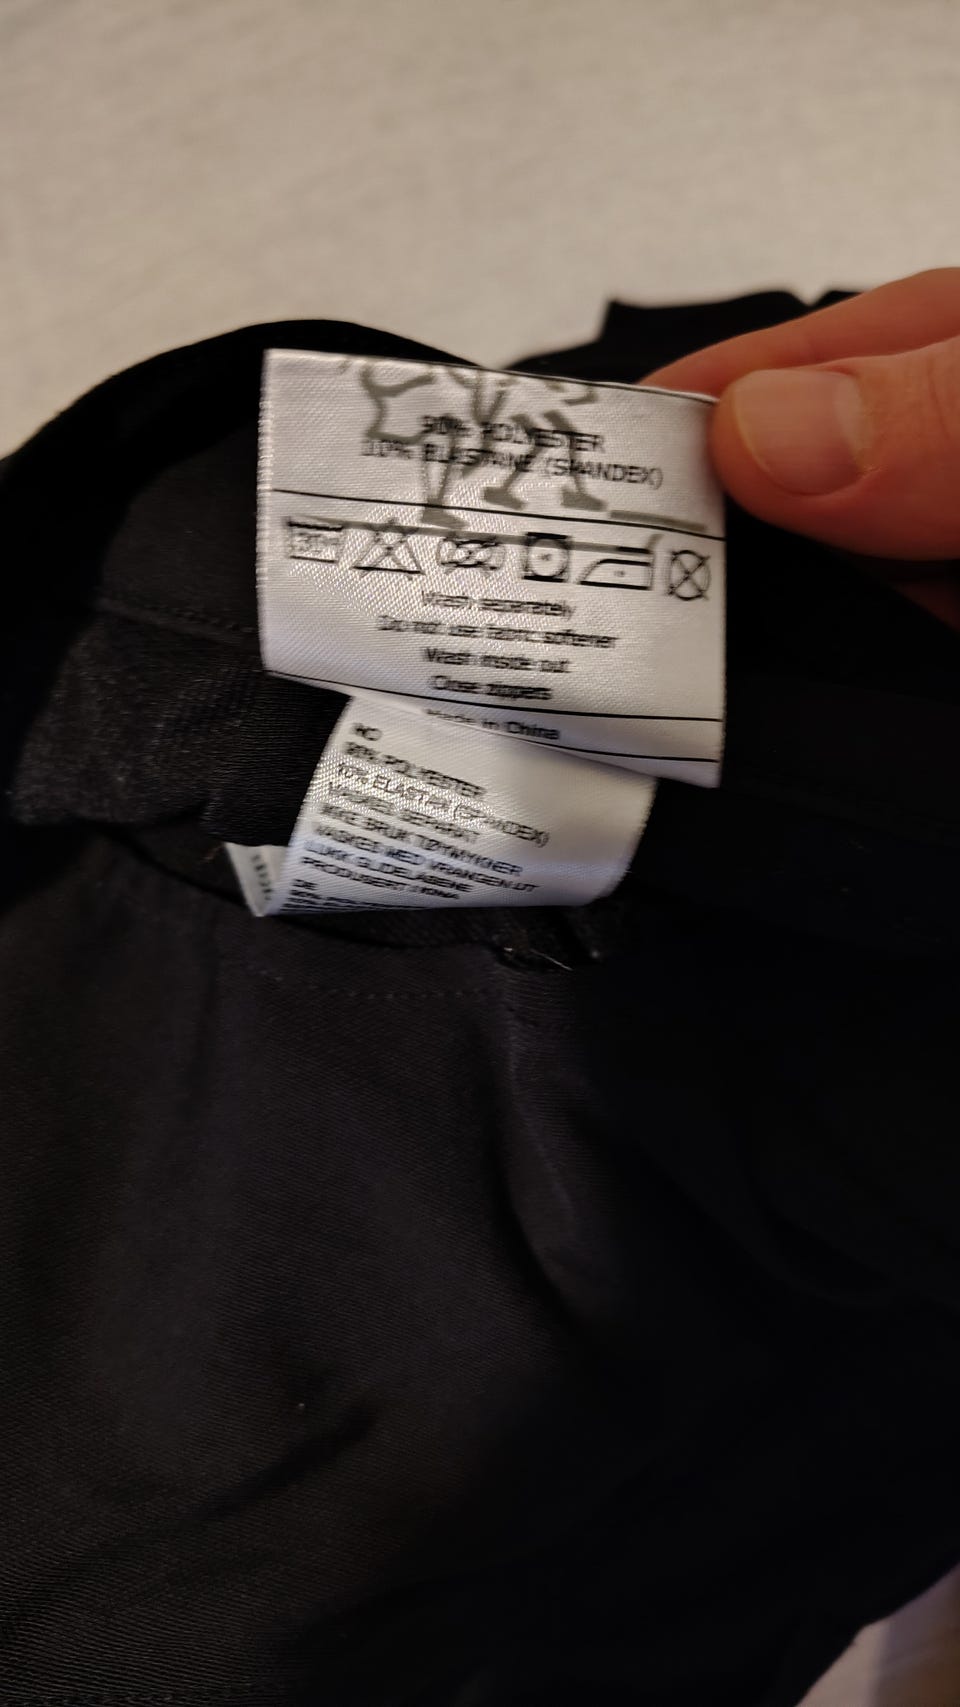 90% POLYESTER
10% ELASTANE (SPANDEX)
30°
Wash separately
Do not use fabric softener
Wash inside out
Close zippers
Made in China
NO
90% POLYESTER
10% ELASTAN (SPANDEX)
VASKES SEPARAT
IKKE BRUK TØYMYKNER
VASKES MED VRANGEN UT
LUKK GLIDELÅSENE
PRODUSERT I KINA
DE